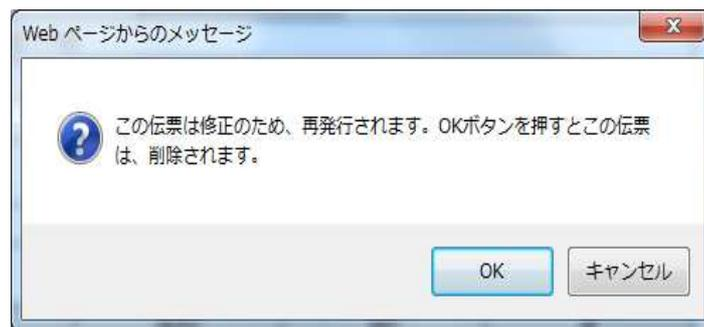 Web ページからのメッセージ
この伝票は修正のため、再発行されます。OKボタンを押すとこの伝票
は、削除されます。
OK
キャンセル